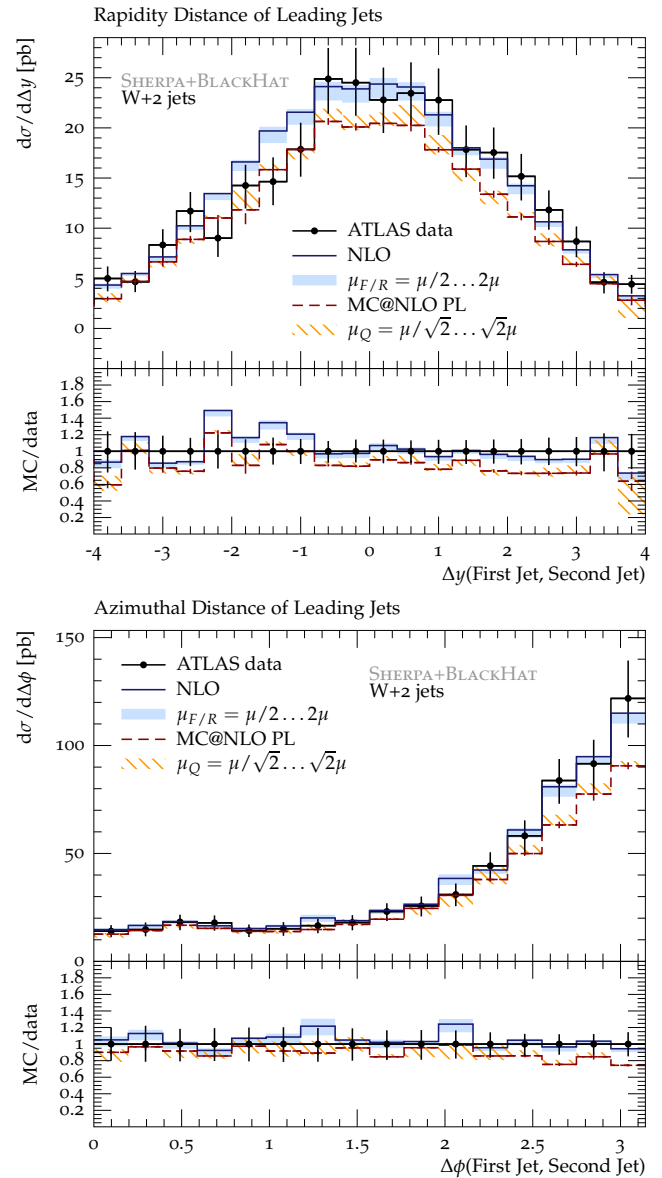 Rapidity Distance of Leading Jets
dσ/dΔy [pb]
25
20
15
10
5
0
SHERPA+BLACKHAT
W+2 jets
ATLAS data
NLO
μF/R = μ/2 . . . 2μ
MC@NLO PL
μQ = μ/√2 . . . √2μ
MC/data
1.8
1.6
1.4
1.2
1
0.8
0.6
0.4
0.2
-4 -3 -2 -1 0 1 2 3 4
Δy(First Jet, Second Jet)
Azimuthal Distance of Leading Jets
dσ/dΔϕ [pb]
150
100
50
0
ATLAS data
NLO
μF/R = μ/2 . . . 2μ
MC@NLO PL
μQ = μ/√2 . . . √2μ
SHERPA+BLACKHAT
W+2 jets
MC/data
1.8
1.6
1.4
1.2
1
0.8
0.6
0.4
0.2
0 0.5 1 1.5 2 2.5 3
Δϕ(First Jet, Second Jet)